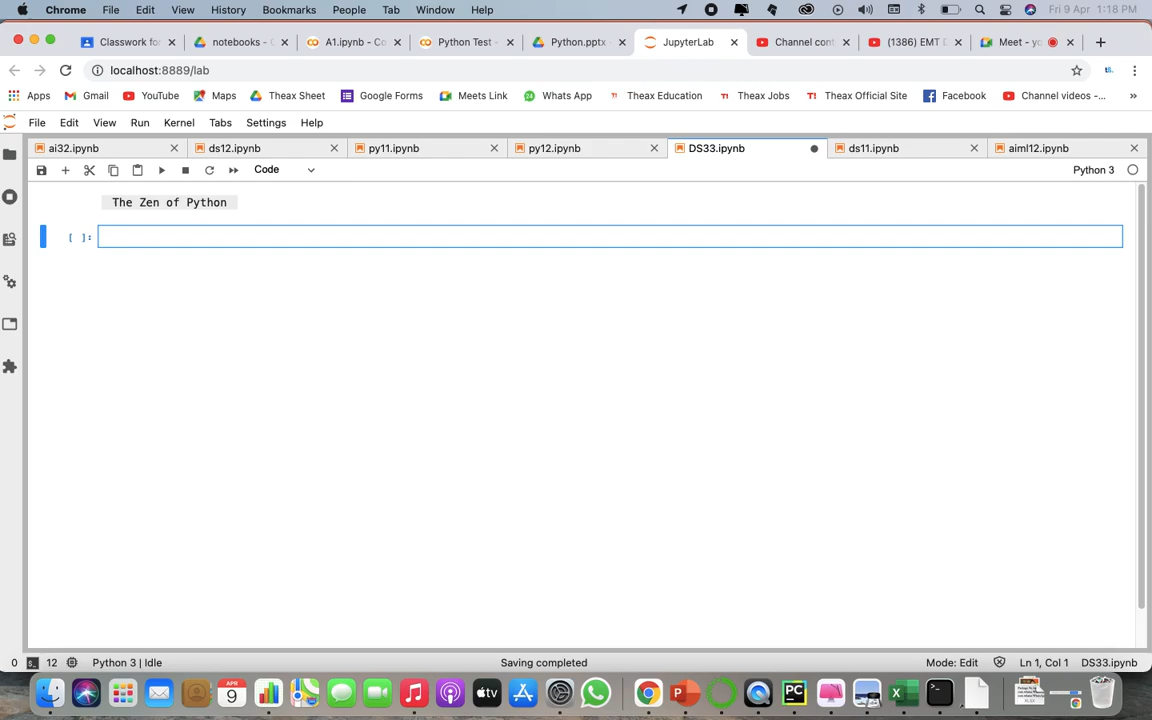 Chrome File Edit View History Bookmarks People Tab Window Help Fri 9 Apr 1:18 PM
Classwork for notebooks - A1.ipynb - Co Python Test - Python.pptx - JupyterLab Channel cont (1386) EMT Meet - yo
localhost:8889/lab
Apps Gmail YouTube Maps Theax Sheet Google Forms Meets Link Whats App Theax Education Theax Jobs Theax Official Site Facebook Channel videos -... »
File Edit View Run Kernel Tabs Settings Help
ai32.ipynb ds12.ipynb py11.ipynb py12.ipynb DS33.ipynb ds11.ipynb aiml12.ipynb
Code Python 3
The Zen of Python
[ ]:
0 12 Python 3 | Idle Saving completed Mode: Edit Ln 1, Col 1 DS33.ipynb
APR
9
tv
PC